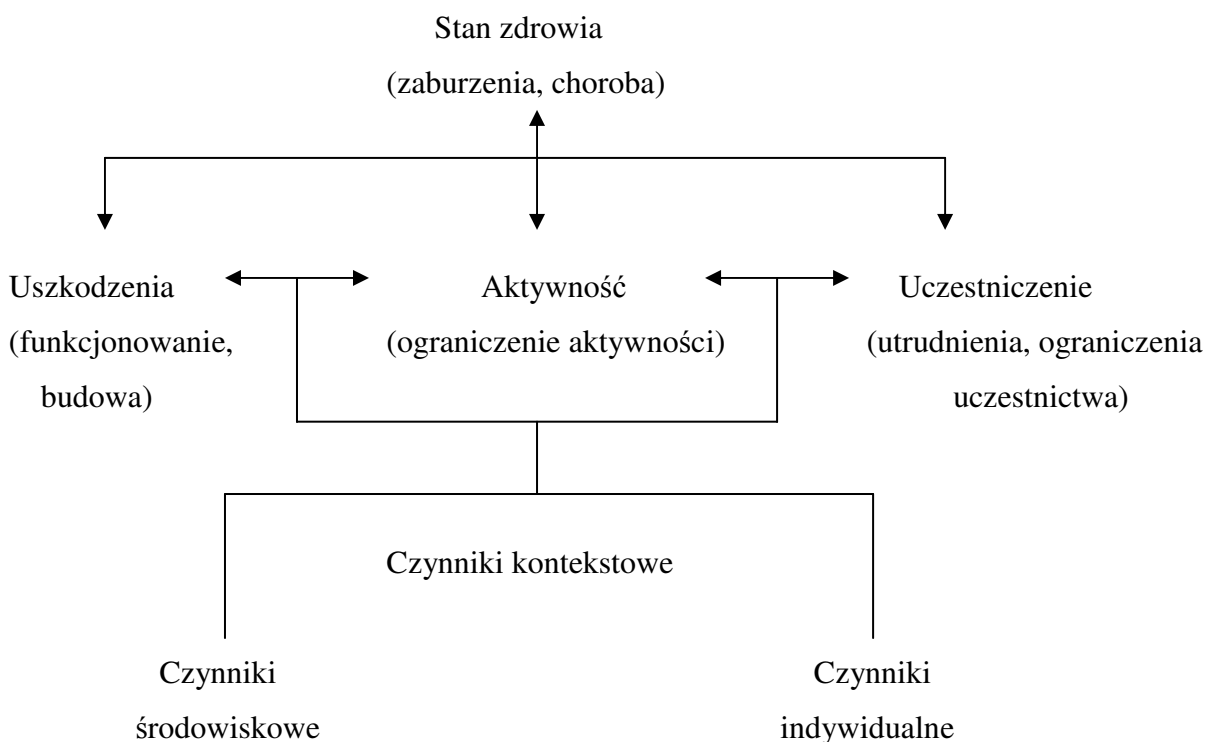 Stan zdrowia
(zaburzenia, choroba)
Uszkodzenia
(funkcjonowanie,
budowa)
Aktywność
(ograniczenie aktywności)
Uczestniczenie
(utrudnienia, ograniczenia
uczestnictwa)
Czynniki kontekstowe
Czynniki
środowiskowe
Czynniki
indywidualne